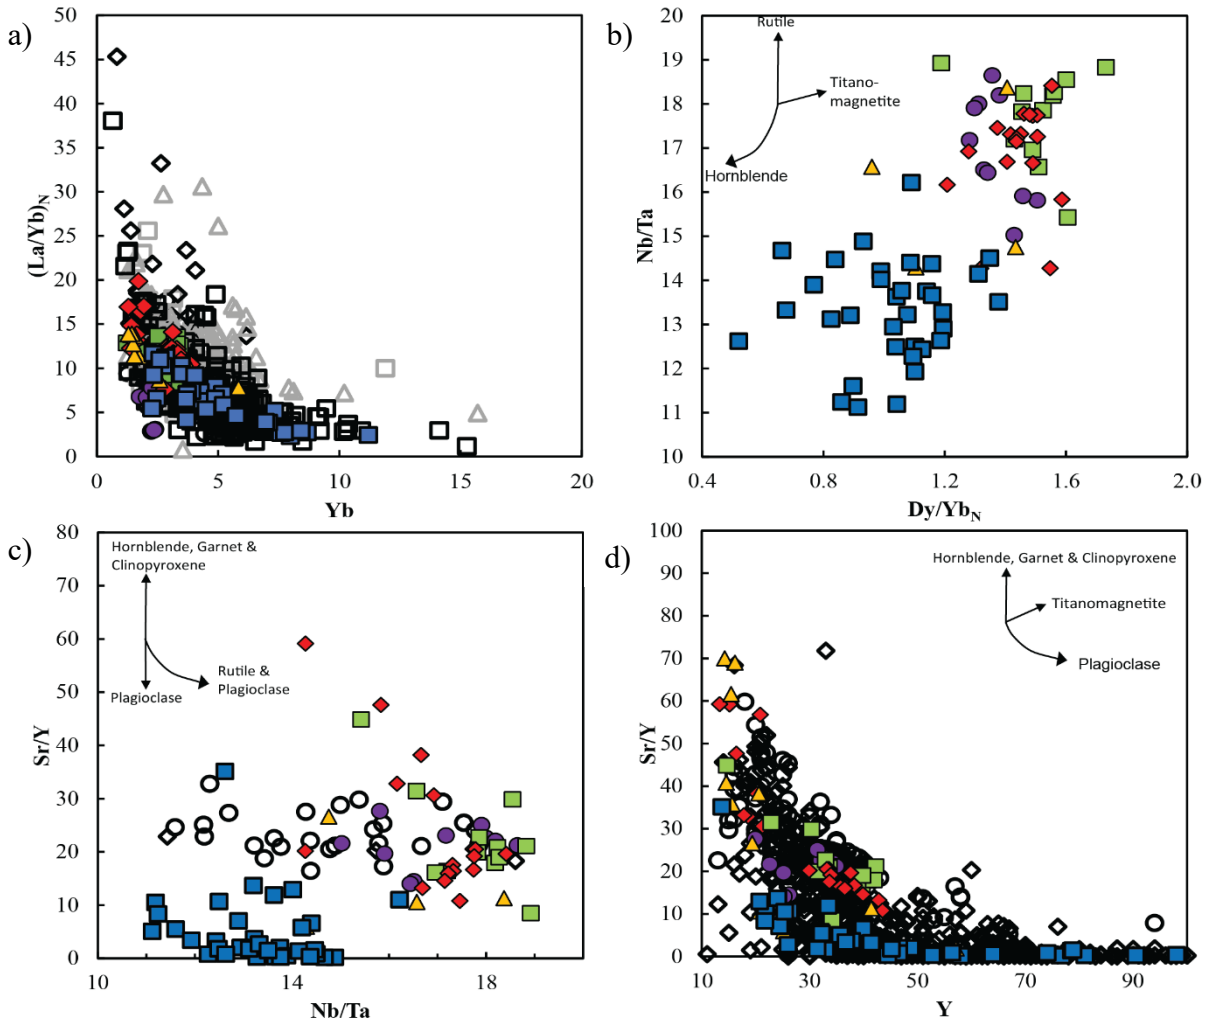 a)
50
45
40
35
30
25
20
15
10
5
0
(La/Yb)N
0 5 10 15 20
Yb
b)
20
19
18
17
16
15
14
13
12
11
10
Nb/Ta
Rutile
Titano-
magnetite
Hornblende
0.4 0.8 1.2 1.6 2.0
Dy/YbN
c)
80
70
60
50
40
30
20
10
0
Sr/Y
Hornblende, Garnet &
Clinopyroxene
Rutile &
Plagioclase
Plagioclase
10 14 18
Nb/Ta
d)
100
90
80
70
60
50
40
30
20
10
0
Sr/Y
Hornblende, Garnet & Clinopyroxene
Titanomagnetite
Plagioclase
10 30 50 70 90
Y